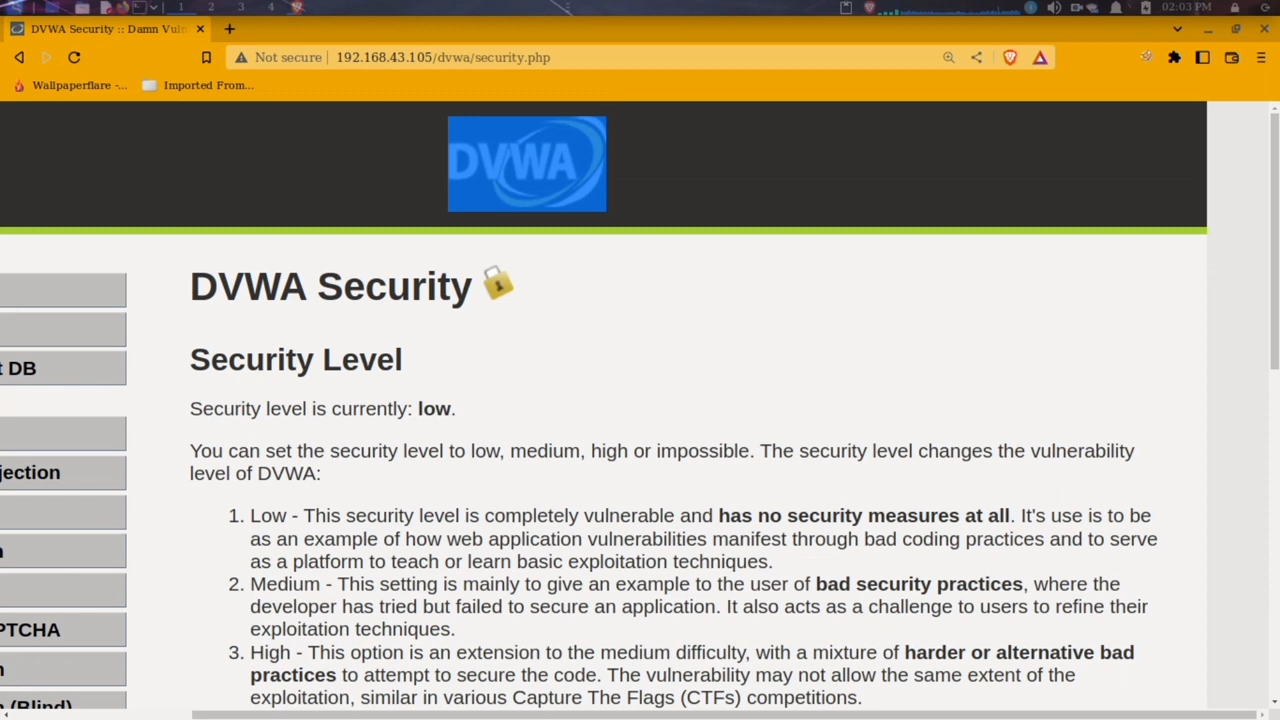 1 2 3 4 02:03 PM
DVWA Security :: Damn Vuln
Not secure 192.168.43.105/dvwa/security.php
Wallpaperflare -... Imported From...
DVWA
DVWA Security
Security Level
t DB
Security level is currently: low.
You can set the security level to low, medium, high or impossible. The security level changes the vulnerability
level of DVWA:
jection
1. Low - This security level is completely vulnerable and has no security measures at all. It's use is to be
as an example of how web application vulnerabilities manifest through bad coding practices and to serve
as a platform to teach or learn basic exploitation techniques.
n
2. Medium - This setting is mainly to give an example to the user of bad security practices, where the
developer has tried but failed to secure an application. It also acts as a challenge to users to refine their
exploitation techniques.
PTCHA
3. High - This option is an extension to the medium difficulty, with a mixture of harder or alternative bad
practices to attempt to secure the code. The vulnerability may not allow the same extent of the
exploitation, similar in various Capture The Flags (CTFs) competitions.
n
n (Blind)